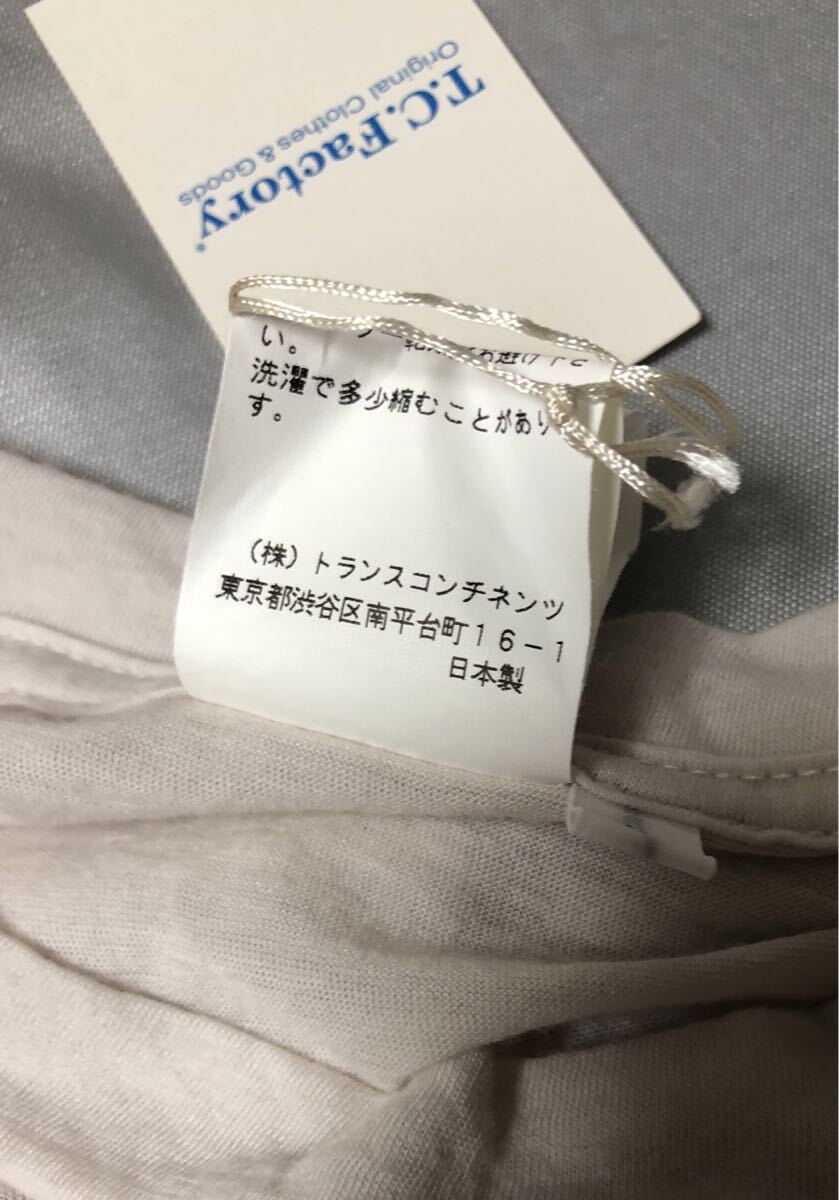 T.C.Factory®
Original Clothes & Goods
い。
洗濯で多少縮むことがあり
す。
(株)トランスコンチネンツ
東京都渋谷区南平台町16-1
日本製